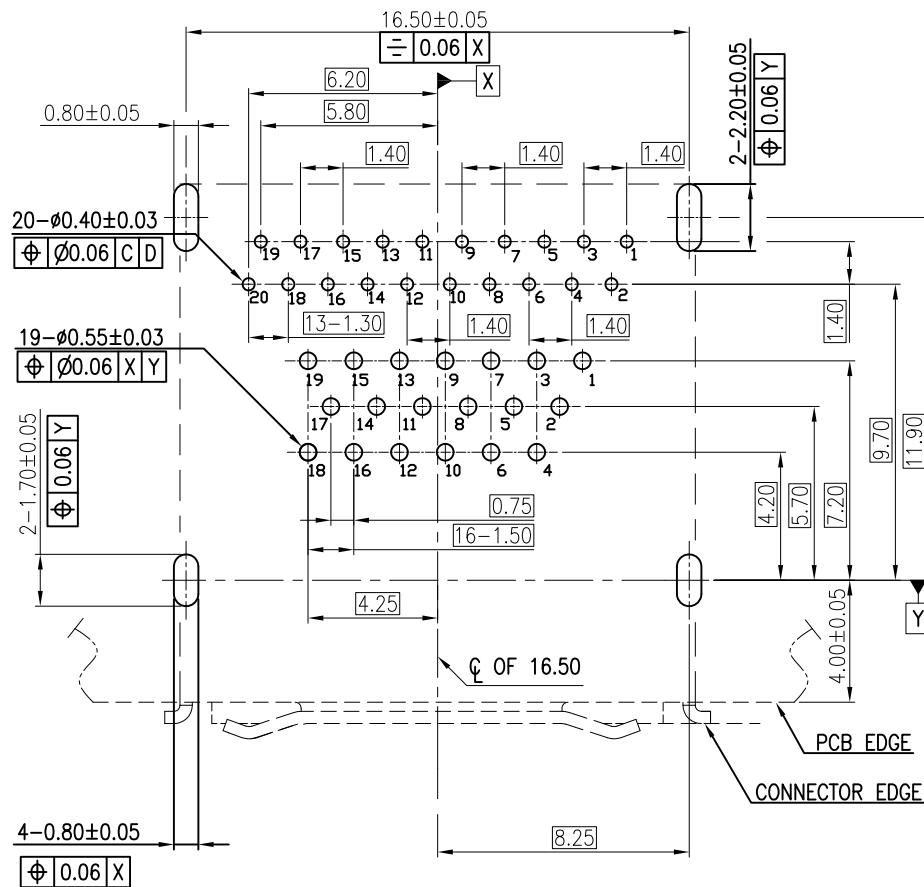 16.50±0.05
⌯ 0.06 X
X
6.20
5.80
0.80±0.05
1.40 1.40 1.40
2-2.20±0.05
⌖ 0.06 Y
20-ø0.40±0.03
⌖ Ø0.06 C D
19 17 15 13 11 9 7 5 3 1
20 18 16 14 12 10 8 6 4 2
13-1.30 1.40 1.40
1.40
19-ø0.55±0.03
⌖ Ø0.06 X Y
19 15 13 9 7 3 1
17 14 11 8 5 2
18 16 12 10 6 4
9.70
11.90
2-1.70±0.05
⌖ 0.06 Y
0.75
16-1.50
4.20
5.70
7.20
4.25
Y
4.00±0.05
℄ OF 16.50
PCB EDGE
CONNECTOR EDGE
4-0.80±0.05
⌖ 0.06 X
8.25